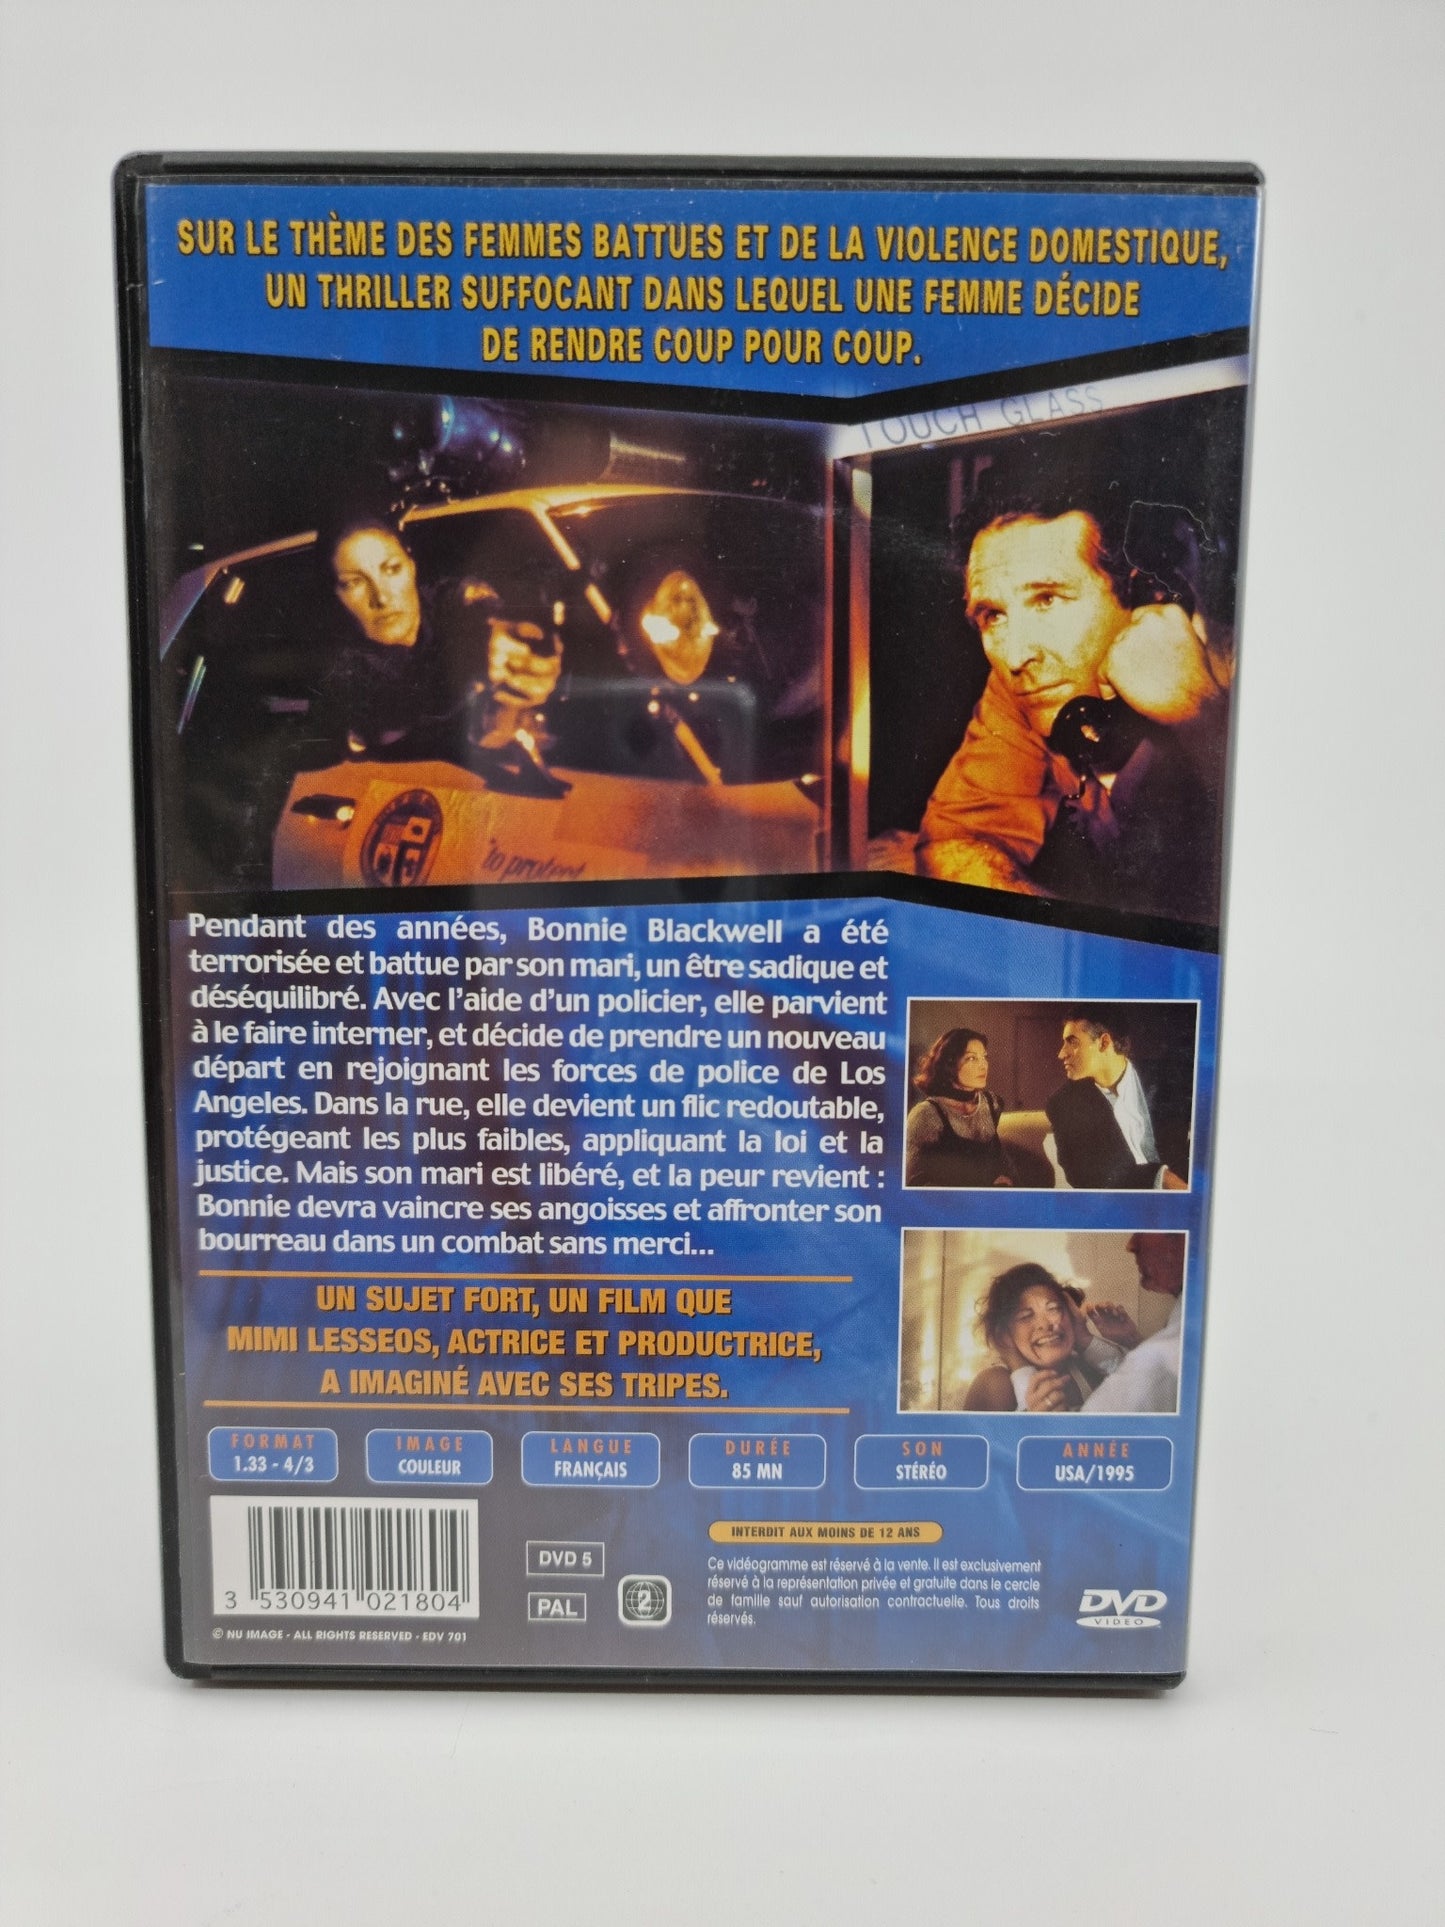 SUR LE THÈME DES FEMMES BATTUES ET DE LA VIOLENCE DOMESTIQUE,
UN THRILLER SUFFOCANT DANS LEQUEL UNE FEMME DÉCIDE
DE RENDRE COUP POUR COUP.
TOUCH GLASS
to protect
Pendant des années, Bonnie Blackwell a été
terrorisée et battue par son mari, un être sadique et
déséquilibré. Avec l'aide d'un policier, elle parvient
à le faire interner, et décide de prendre un nouveau
départ en rejoignant les forces de police de Los
Angeles. Dans la rue, elle devient un flic redoutable,
protégeant les plus faibles, appliquant la loi et la
justice. Mais son mari est libéré, et la peur revient :
Bonnie devra vaincre ses angoisses et affronter son
bourreau dans un combat sans merci...
UN SUJET FORT, UN FILM QUE
MIMI LESSEOS, ACTRICE ET PRODUCTRICE,
A IMAGINÉ AVEC SES TRIPES.
FORMAT
1.33 - 4/3
IMAGE
COULEUR
LANGUE
FRANÇAIS
DURÉE
85 MN
SON
STÉRÉO
ANNÉE
USA/1995
3 530941 021804
© NU IMAGE - ALL RIGHTS RESERVED - EDV 701
DVD 5
PAL
2
INTERDIT AUX MOINS DE 12 ANS
Ce vidéogramme est réservé à la vente. Il est exclusivement
réservé à la représentation privée et gratuite dans le cercle
de famille sauf autorisation contractuelle. Tous droits
réservés.
DVD
VIDEO